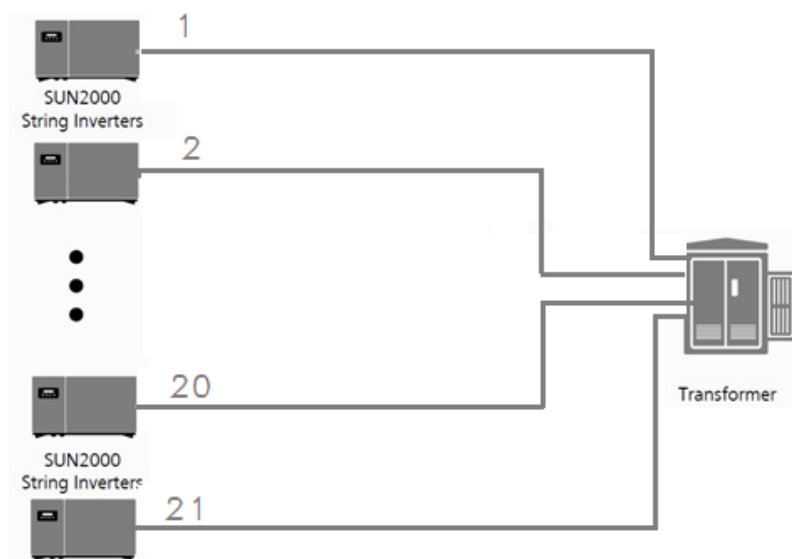 1
SUN2000
String Inverters
2
20
Transformer
SUN2000
String Inverters
21